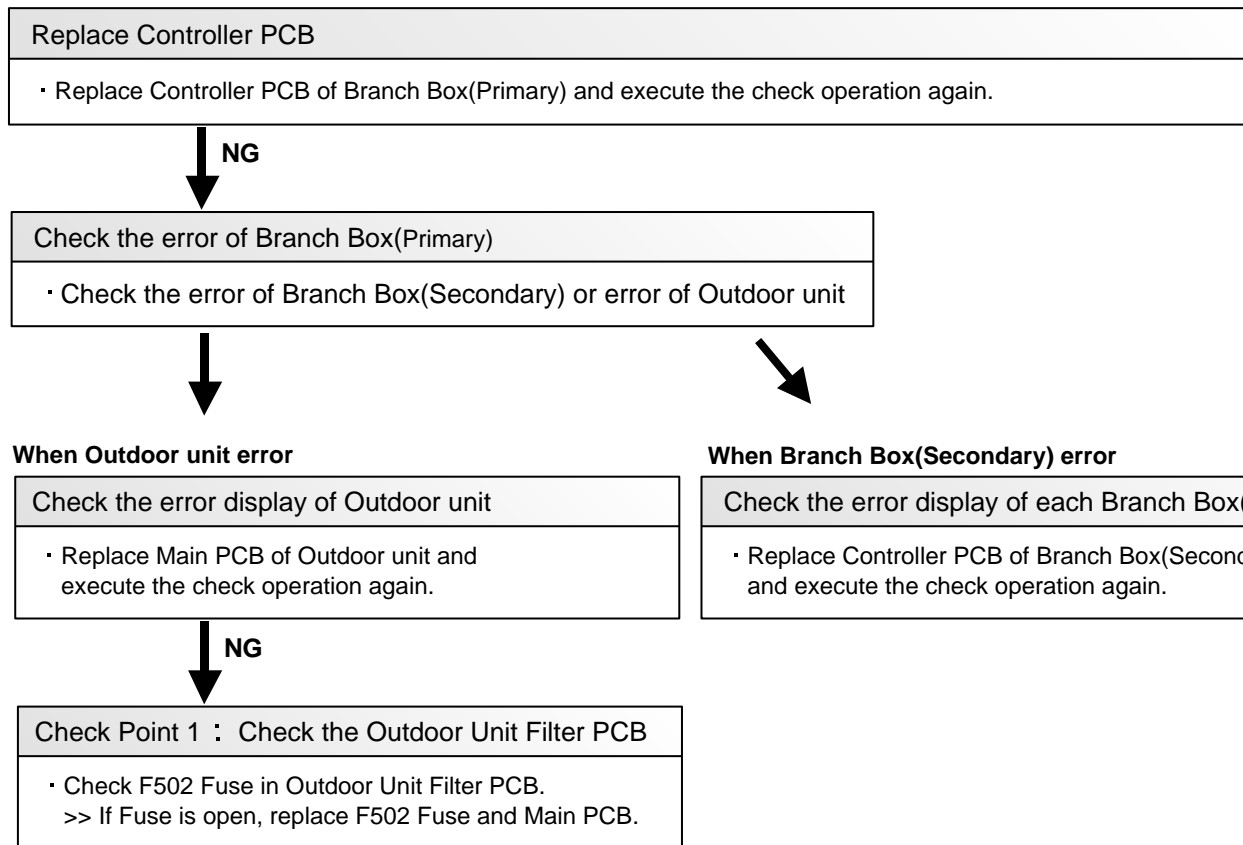 Replace Controller PCB
・Replace Controller PCB of Branch Box(Primary) and execute the check operation again.
NG
Check the error of Branch Box(Primary)
・Check the error of Branch Box(Secondary) or error of Outdoor unit
When Outdoor unit error
Check the error display of Outdoor unit
・Replace Main PCB of Outdoor unit and
execute the check operation again.
NG
Check Point 1 : Check the Outdoor Unit Filter PCB
・Check F502 Fuse in Outdoor Unit Filter PCB.
>> If Fuse is open, replace F502 Fuse and Main PCB.
When Branch Box(Secondary) error
Check the error display of each Branch Box(
・Replace Controller PCB of Branch Box(Second
and execute the check operation again.